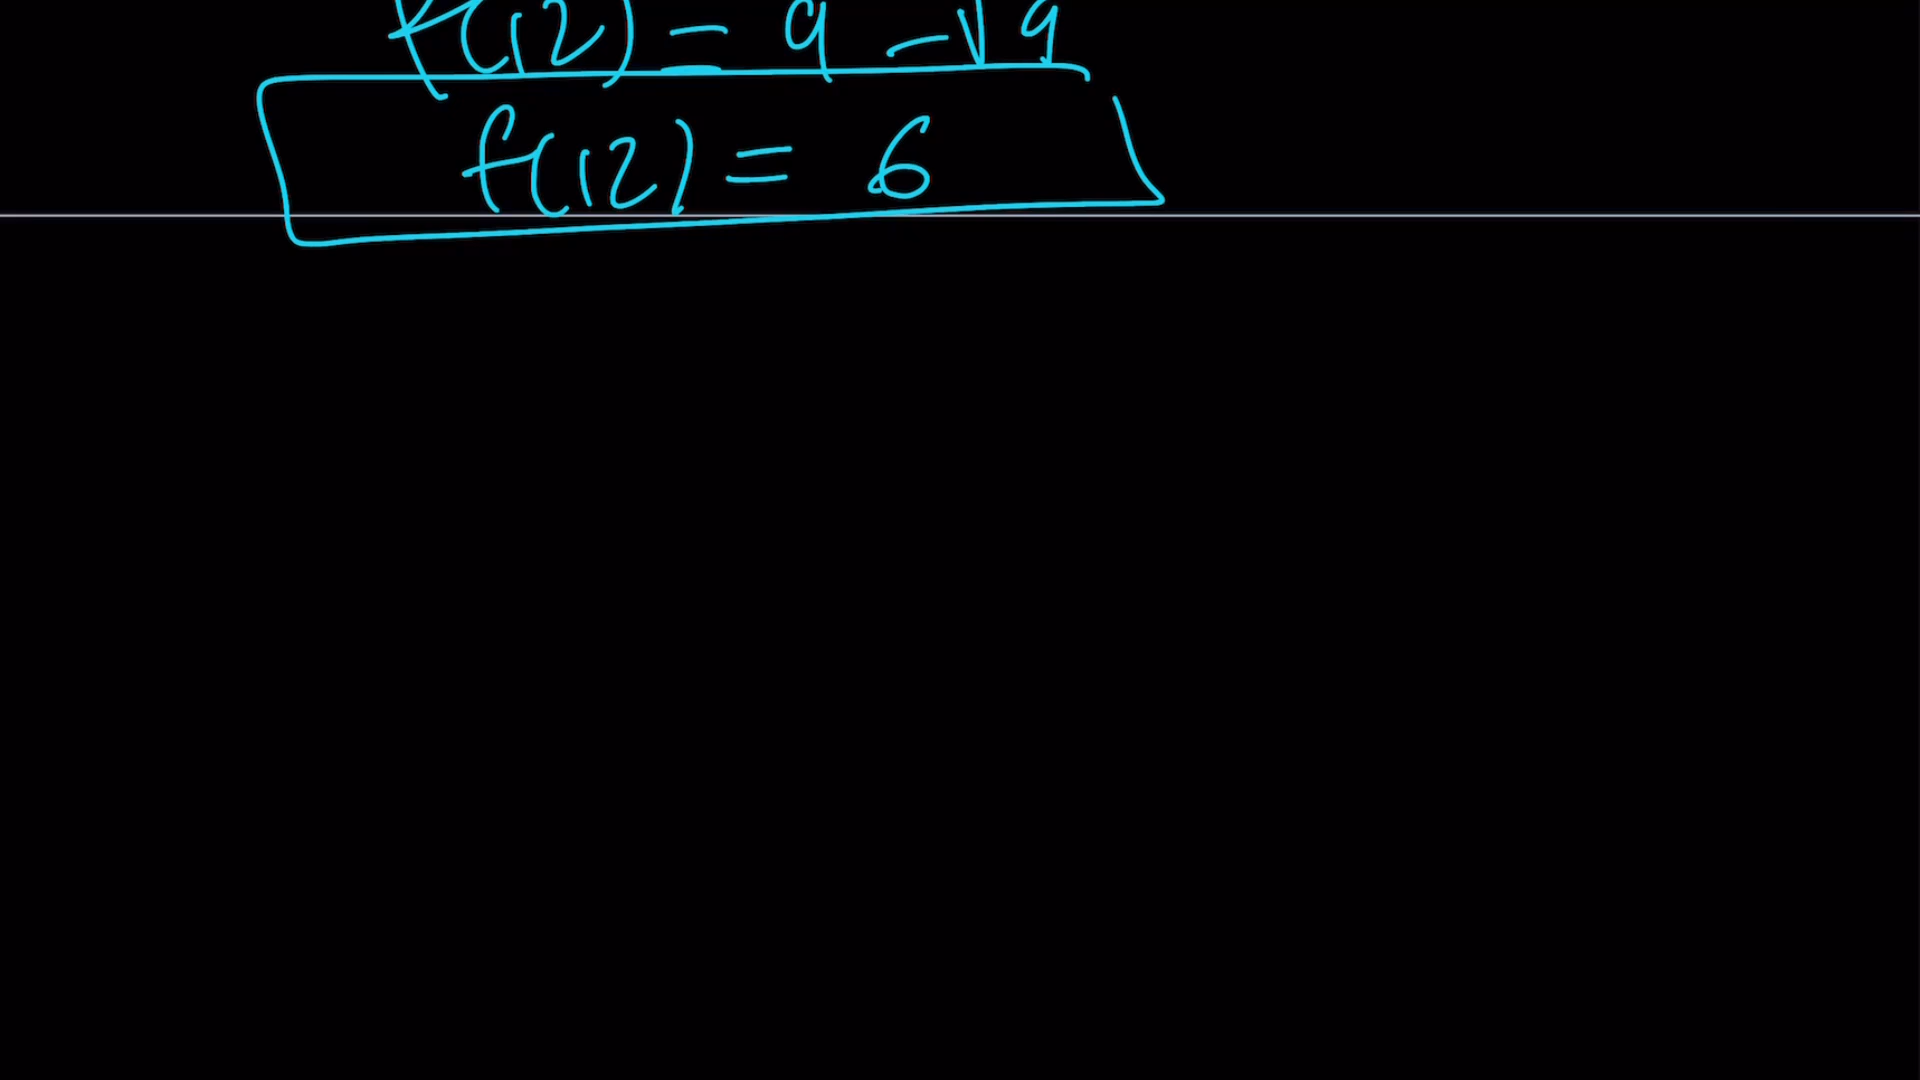 f(12) = 9 - √9
f(12) = 6